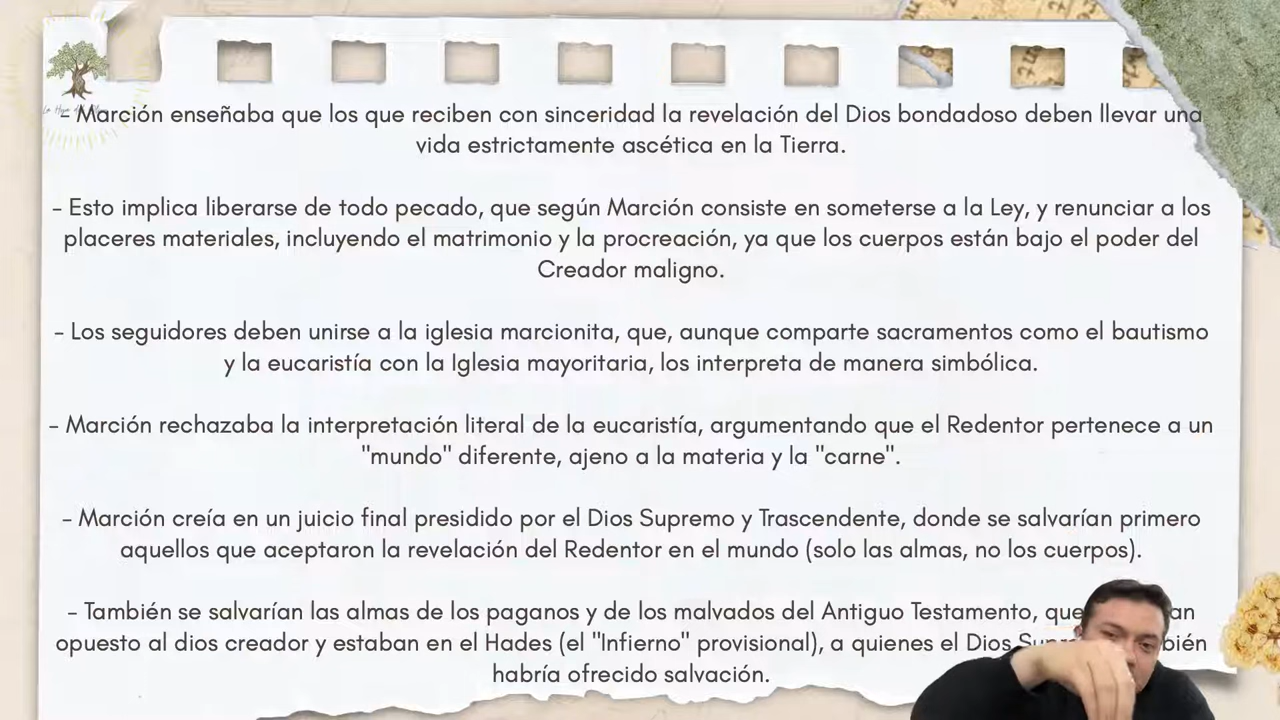 - Marción enseñaba que los que reciben con sinceridad la revelación del Dios bondadoso deben llevar una
vida estrictamente ascética en la Tierra.
- Esto implica liberarse de todo pecado, que según Marción consiste en someterse a la Ley, y renunciar a los
placeres materiales, incluyendo el matrimonio y la procreación, ya que los cuerpos están bajo el poder del
Creador maligno.
- Los seguidores deben unirse a la iglesia marcionita, que, aunque comparte sacramentos como el bautismo
y la eucaristía con la Iglesia mayoritaria, los interpreta de manera simbólica.
- Marción rechazaba la interpretación literal de la eucaristía, argumentando que el Redentor pertenece a un
"mundo" diferente, ajeno a la materia y la "carne".
- Marción creía en un juicio final presidido por el Dios Supremo y Trascendente, donde se salvarían primero
aquellos que aceptaron la revelación del Redentor en el mundo (solo las almas, no los cuerpos).
- También se salvarían las almas de los paganos y de los malvados del Antiguo Testamento, que
opuesto al dios creador y estaban en el Hades (el "Infierno" provisional), a quienes el Dios
habría ofrecido salvación.